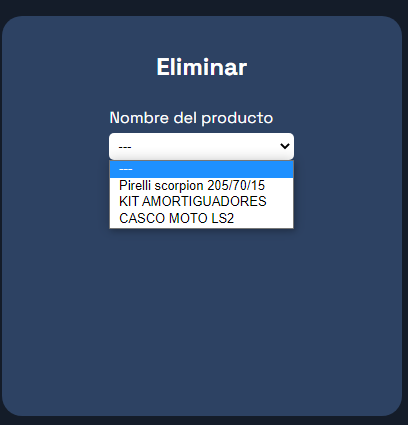 Eliminar
Nombre del producto
---
---
Pirelli scorpion 205/70/15
KIT AMORTIGUADORES
CASCO MOTO LS2